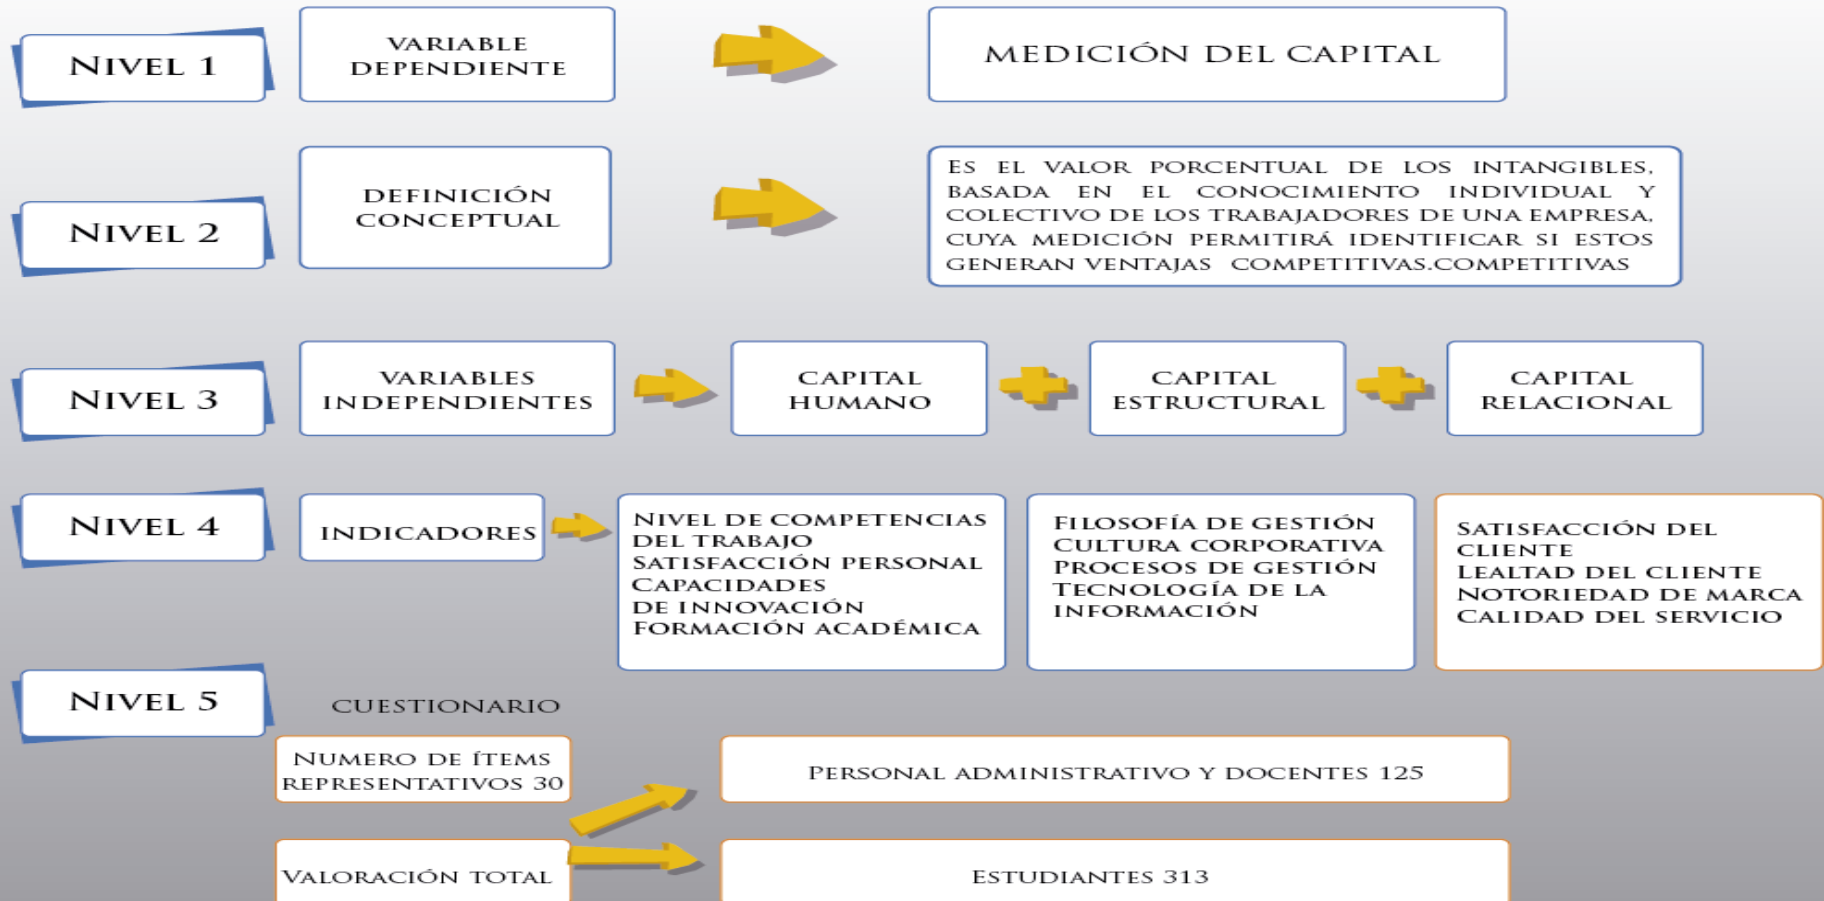 NIVEL 1
VARIABLE
DEPENDIENTE
MEDICIÓN DEL CAPITAL
NIVEL 2
DEFINICIÓN
CONCEPTUAL
ES EL VALOR PORCENTUAL DE LOS INTANGIBLES,
BASADA EN EL CONOCIMIENTO INDIVIDUAL Y
COLECTIVO DE LOS TRABAJADORES DE UNA EMPRESA,
CUYA MEDICIÓN PERMITIRÁ IDENTIFICAR SI ESTOS
GENERAN VENTAJAS COMPETITIVAS.COMPETITIVAS
NIVEL 3
VARIABLES
INDEPENDIENTES
CAPITAL
HUMANO
CAPITAL
ESTRUCTURAL
CAPITAL
RELACIONAL
NIVEL 4
INDICADORES
NIVEL DE COMPETENCIAS
DEL TRABAJO
SATISFACCIÓN PERSONAL
CAPACIDADES
DE INNOVACIÓN
FORMACIÓN ACADÉMICA
FILOSOFÍA DE GESTIÓN
CULTURA CORPORATIVA
PROCESOS DE GESTIÓN
TECNOLOGÍA DE LA
INFORMACIÓN
SATISFACCIÓN DEL
CLIENTE
LEALTAD DEL CLIENTE
NOTORIEDAD DE MARCA
CALIDAD DEL SERVICIO
NIVEL 5
CUESTIONARIO
NUMERO DE ÍTEMS
REPRESENTATIVOS 30
PERSONAL ADMINISTRATIVO Y DOCENTES 125
VALORACIÓN TOTAL
ESTUDIANTES 313